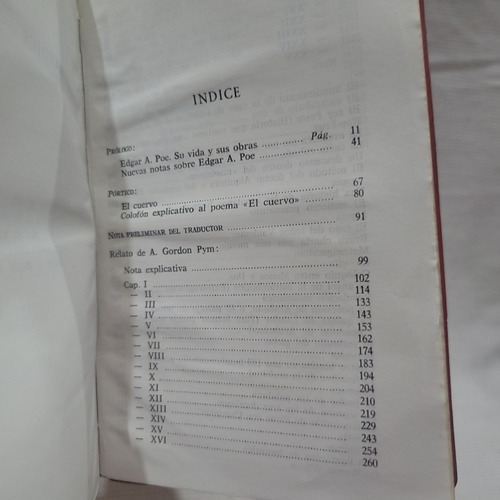 INDICE
PRÓLOGO:
Edgar A. Poe. Su vida y sus obras ............... Pág. 11
Nuevas notas sobre Edgar A. Poe ............... 41
PÓRTICO:
El cuervo ............... 67
Colofón explicativo al poema «El cuervo» ............... 80
NOTA PRELIMINAR DEL TRADUCTOR ............... 91
Relato de A. Gordon Pym:
Nota explicativa ............... 99
Cap. I ............... 102
— II ............... 114
— III ............... 133
— IV ............... 143
— V ............... 153
— VI ............... 162
— VII ............... 174
— VIII ............... 183
— IX ............... 194
— X ............... 204
— XI ............... 210
— XII ............... 219
— XIII ............... 229
— XIV ............... 243
— XV ............... 254
— XVI ............... 260